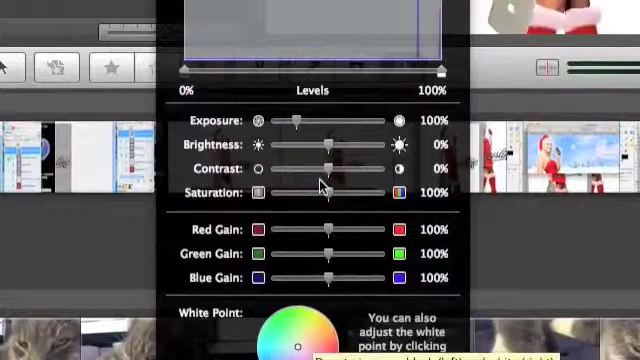 0% Levels 100%
Exposure: 100%
Brightness: 0%
Contrast: 0%
Saturation: 100%
Red Gain: 100%
Green Gain: 100%
Blue Gain: 100%
White Point:
You can also
adjust the white
point by clicking